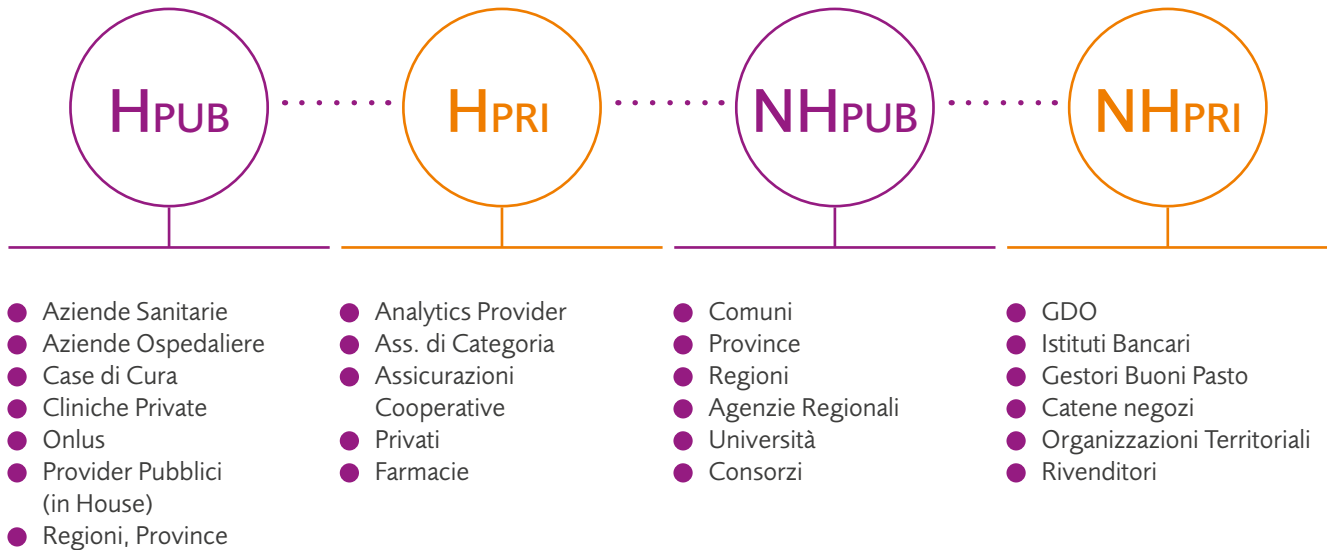 HPUB
HPRI
NHPUB
NHPRI
Aziende Sanitarie
Aziende Ospedaliere
Case di Cura
Cliniche Private
Onlus
Provider Pubblici
(in House)
Regioni, Province
Analytics Provider
Ass. di Categoria
Assicurazioni
Cooperative
Privati
Farmacie
Comuni
Province
Regioni
Agenzie Regionali
Università
Consorzi
GDO
Istituti Bancari
Gestori Buoni Pasto
Catene negozi
Organizzazioni Territoriali
Rivenditori